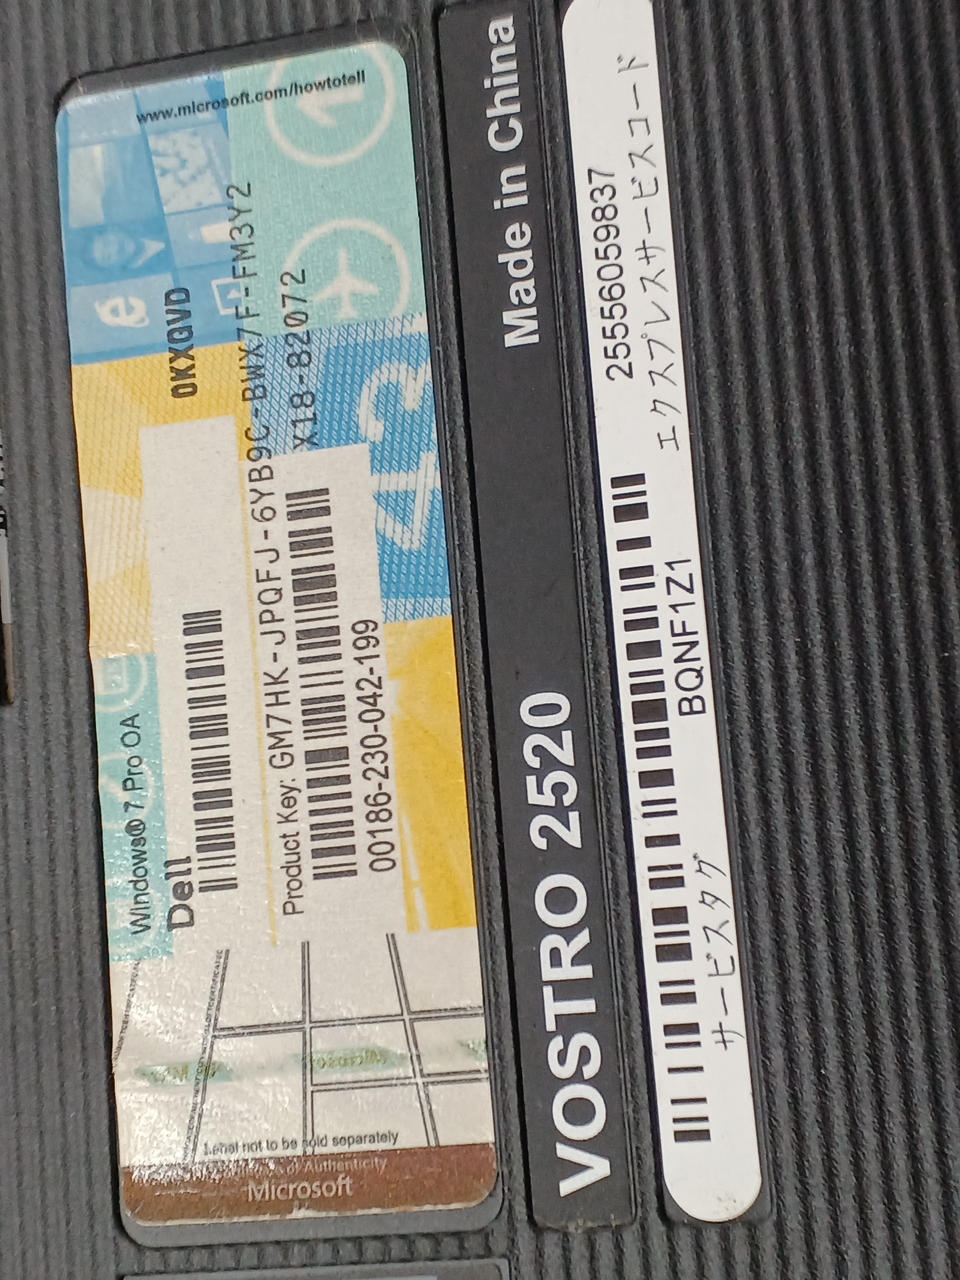 www.microsoft.com/howtotell
Windows® 7 Pro OA
Dell
0KXGVD
Product Key: GM7HK-JPQFJ-6YB9C-BWX7F-FM3Y2
X18-82072
00186-230-042-199
Label not to be sold separately
of Authenticity
Microsoft
VOSTRO 2520
Made in China
25556059837
エクスプレスサービスコード
BQNF1Z1
サービスタグ